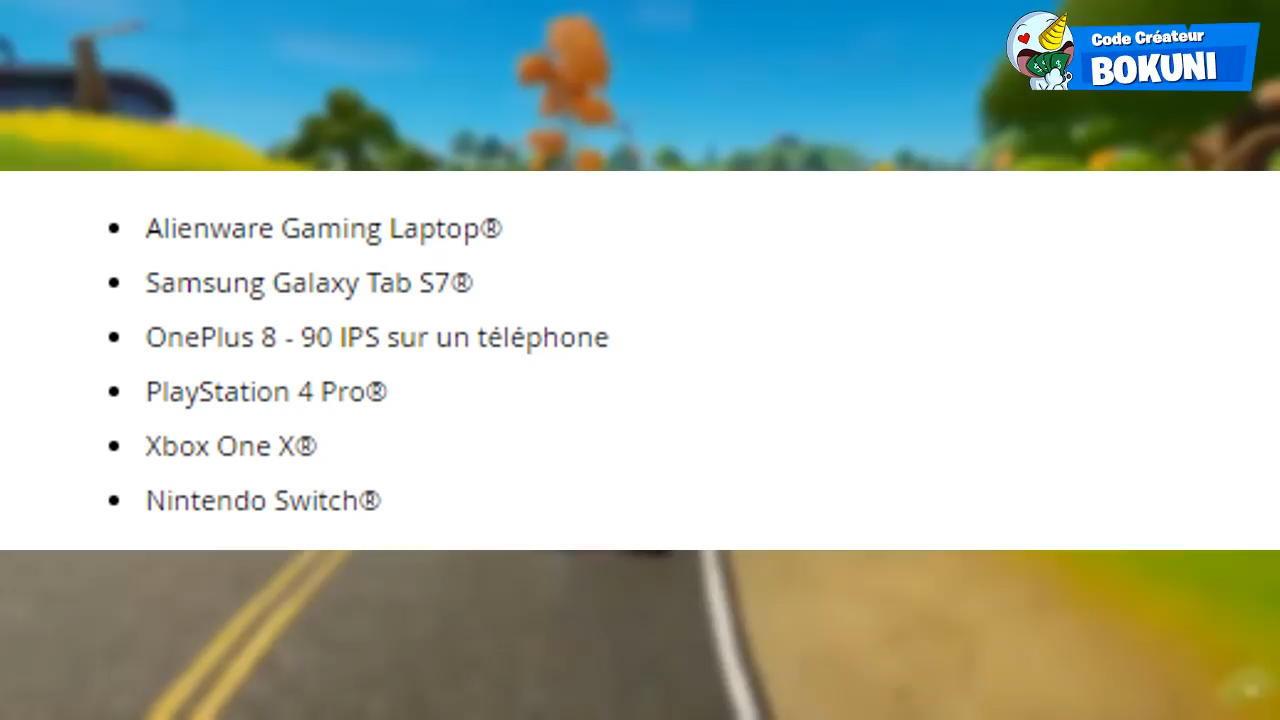 Code Créateur
BOKUNI
• Alienware Gaming Laptop®
• Samsung Galaxy Tab S7®
• OnePlus 8 - 90 IPS sur un téléphone
• PlayStation 4 Pro®
• Xbox One X®
• Nintendo Switch®